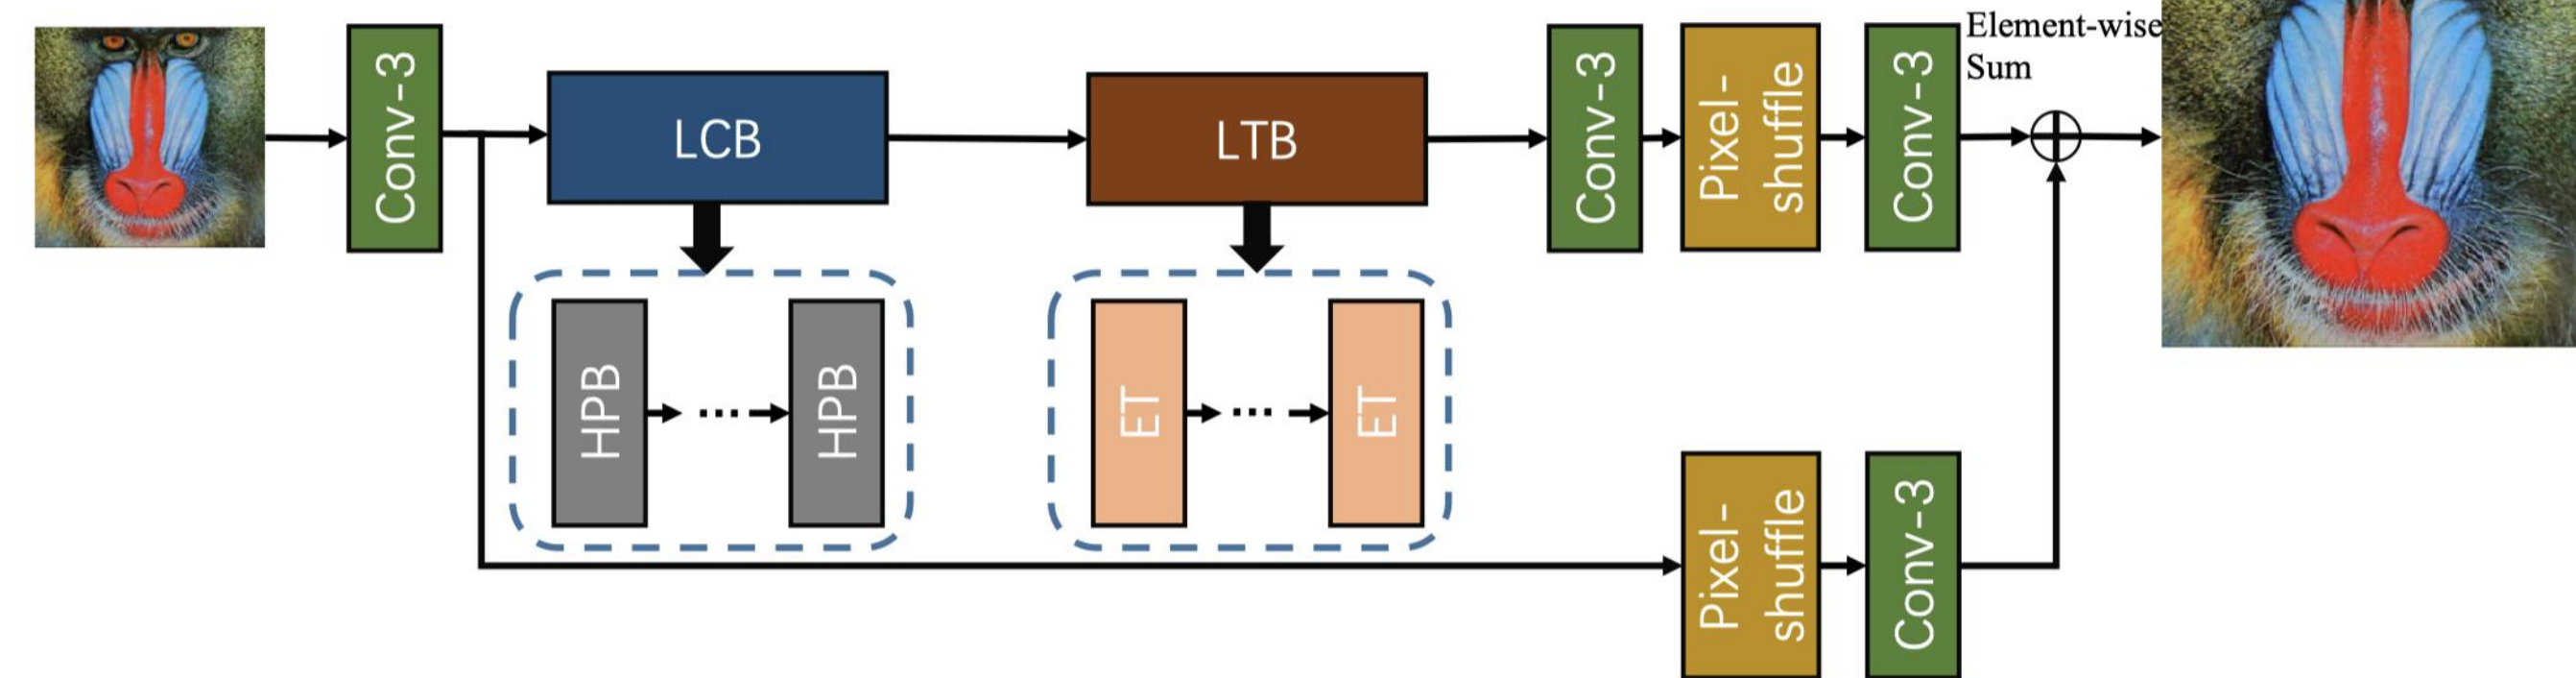 Conv-3
LCB
LTB
Conv-3
Pixel-
shuffle
Conv-3
Element-wise
Sum
HPB
HPB
ET
ET
Pixel-
shuffle
Conv-3